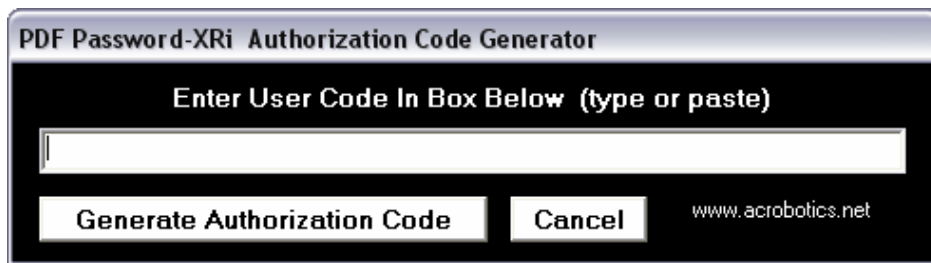 PDF Password-XRi Authorization Code Generator
Enter User Code In Box Below (type or paste)
Generate Authorization Code Cancel www.acrobotics.net